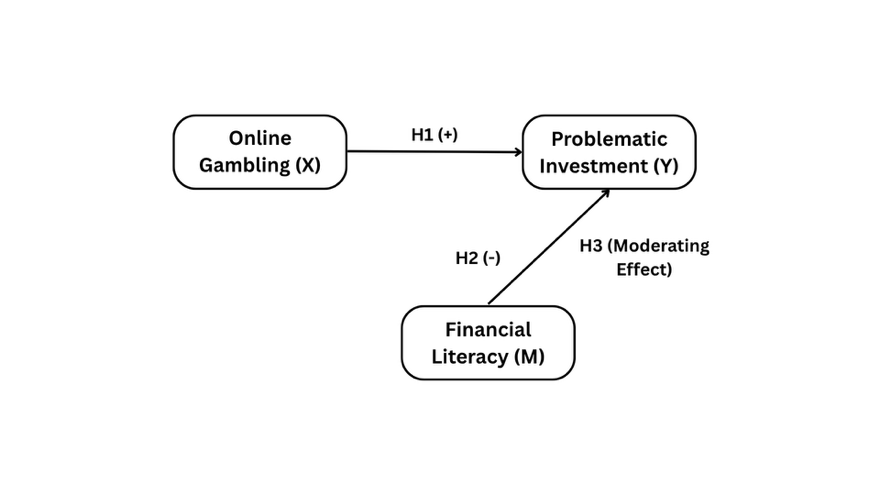 Online
Gambling (X)
H1 (+)
Problematic
Investment (Y)
H2 (-)
H3 (Moderating
Effect)
Financial
Literacy (M)